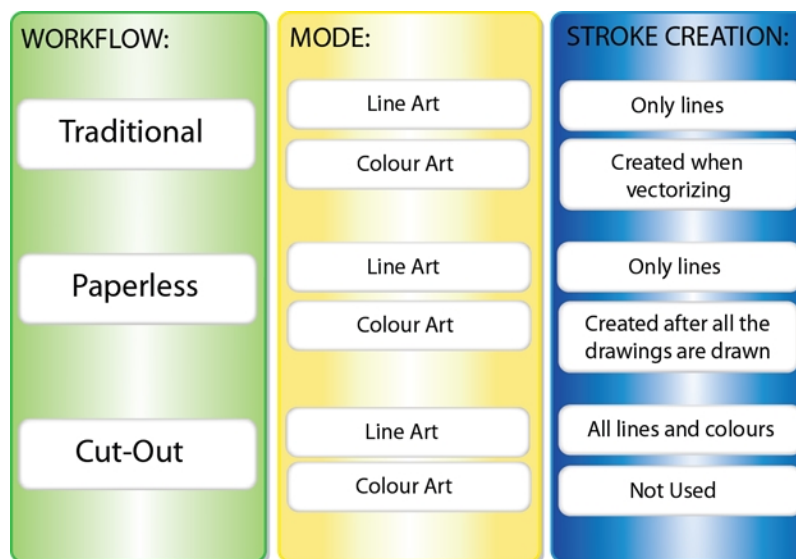 WORKFLOW:
MODE:
STROKE CREATION:
Traditional
Line Art
Only lines
Colour Art
Created when
vectorizing
Paperless
Line Art
Only lines
Colour Art
Created after all the
drawings are drawn
Cut-Out
Line Art
All lines and colours
Colour Art
Not Used